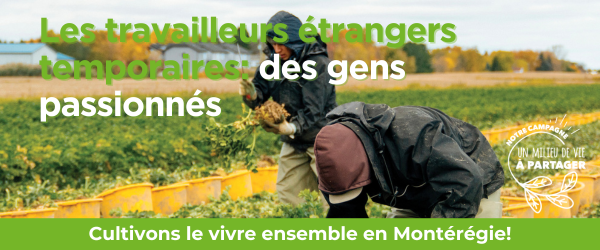 Les travailleurs étrangers
temporaires: des gens
passionnés
NOTRE CAMPAGNE
UN MILIEU DE VIE
À PARTAGER
Cultivons le vivre ensemble en Montérégie!